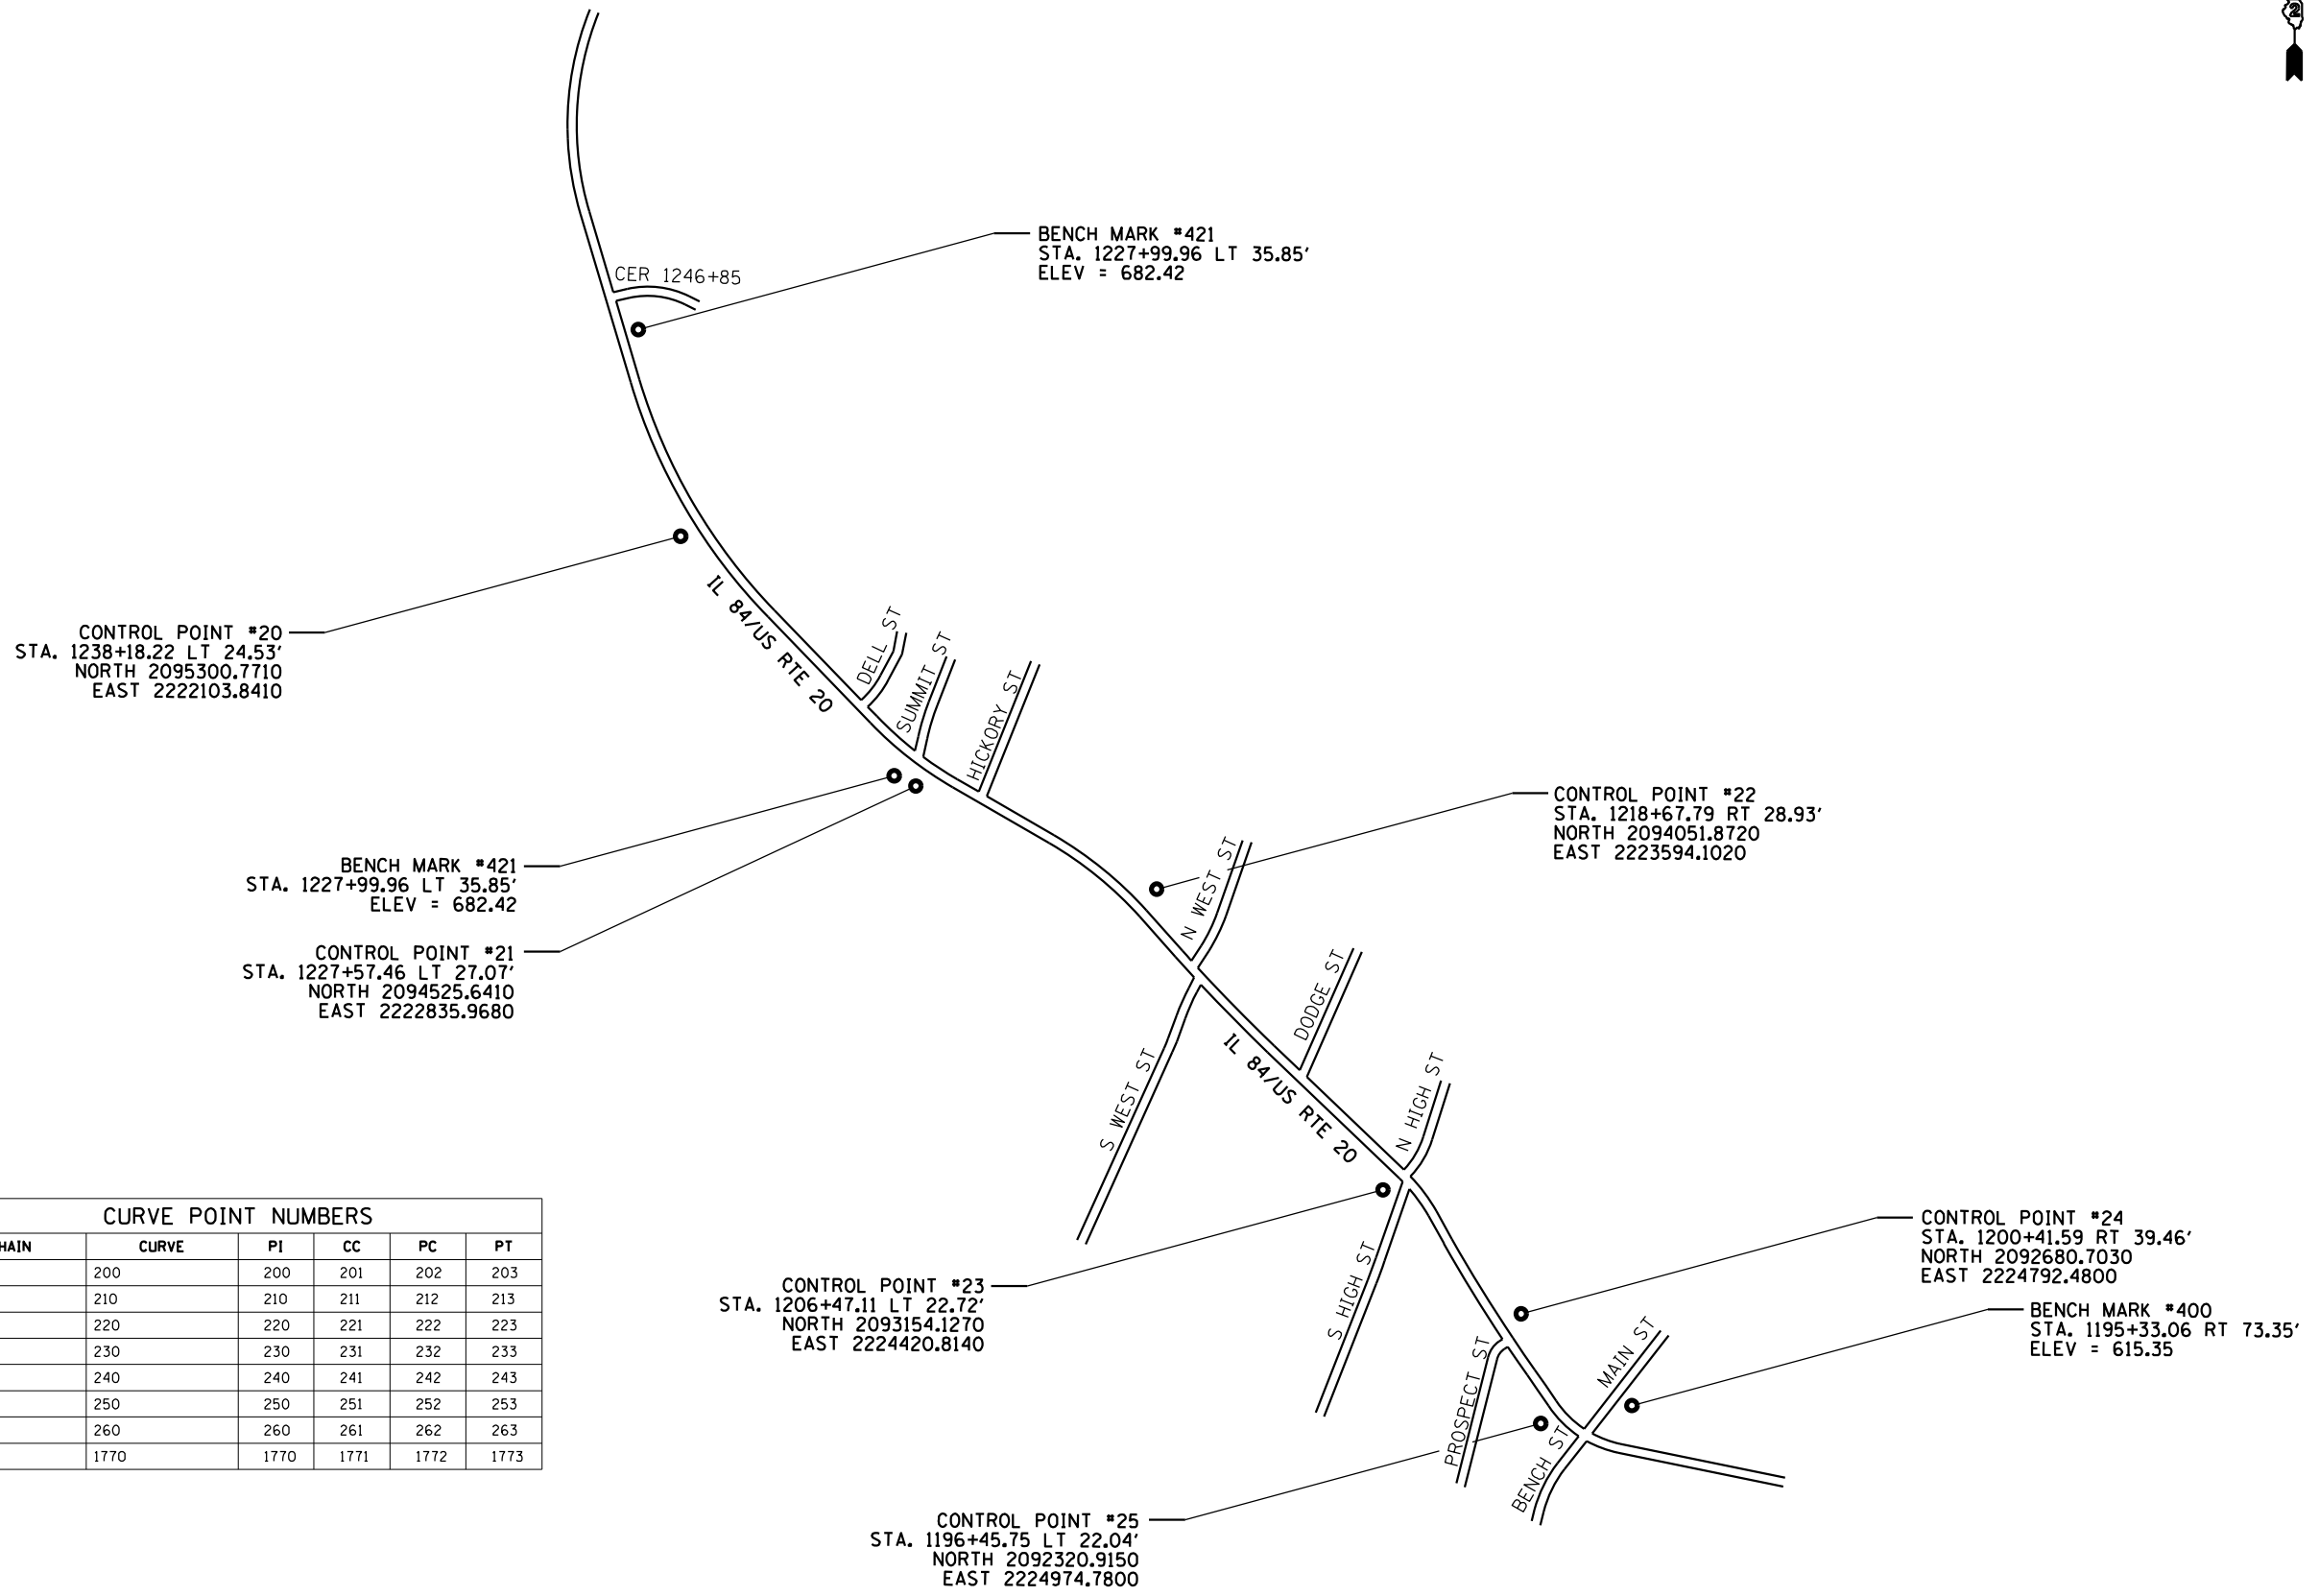 2
BENCH MARK #421
STA. 1227+99.96 LT 35.85'
ELEV = 682.42
CER 1246+85
CONTROL POINT #20
STA. 1238+18.22 LT 24.53'
NORTH 2095300.7710
EAST 2222103.8410
IL 84/US RTE 20
DELL ST
SUMMIT ST
HICKORY ST
CONTROL POINT #22
STA. 1218+67.79 RT 28.93'
NORTH 2094051.8720
EAST 2223594.1020
BENCH MARK #421
STA. 1227+99.96 LT 35.85'
ELEV = 682.42
CONTROL POINT #21
STA. 1227+57.46 LT 27.07'
NORTH 2094525.6410
EAST 2222835.9680
N WEST ST
DODGE ST
S WEST ST
IL 84/US RTE 20
N HIGH ST
CURVE POINT NUMBERS
HAIN CURVE PI CC PC PT
200 200 201 202 203
210 210 211 212 213
220 220 221 222 223
230 230 231 232 233
240 240 241 242 243
250 250 251 252 253
260 260 261 262 263
1770 1770 1771 1772 1773
CONTROL POINT #23
STA. 1206+47.11 LT 22.72'
NORTH 2093154.1270
EAST 2224420.8140
S HIGH ST
CONTROL POINT #24
STA. 1200+41.59 RT 39.46'
NORTH 2092680.7030
EAST 2224792.4800
BENCH MARK #400
STA. 1195+33.06 RT 73.35'
ELEV = 615.35
MAIN ST
PROSPECT ST
BENCH ST
CONTROL POINT #25
STA. 1196+45.75 LT 22.04'
NORTH 2092320.9150
EAST 2224974.7800